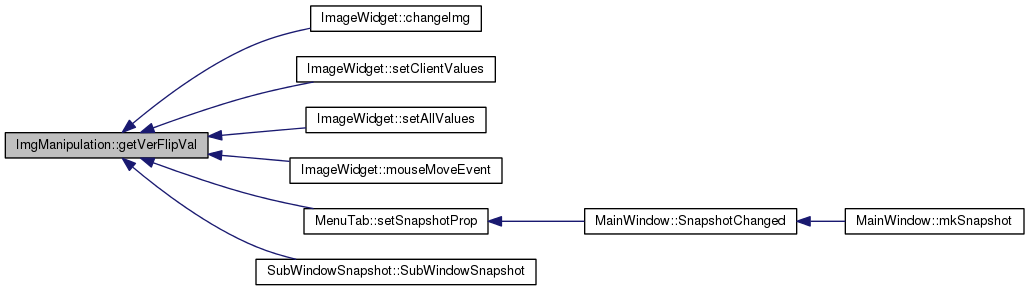 ImageWidget::changeImg
ImageWidget::setClientValues
ImageWidget::setAllValues
ImgManipulation::getVerFlipVal
ImageWidget::mouseMoveEvent
MenuTab::setSnapshotProp
MainWindow::SnapshotChanged
MainWindow::mkSnapshot
SubWindowSnapshot::SubWindowSnapshot